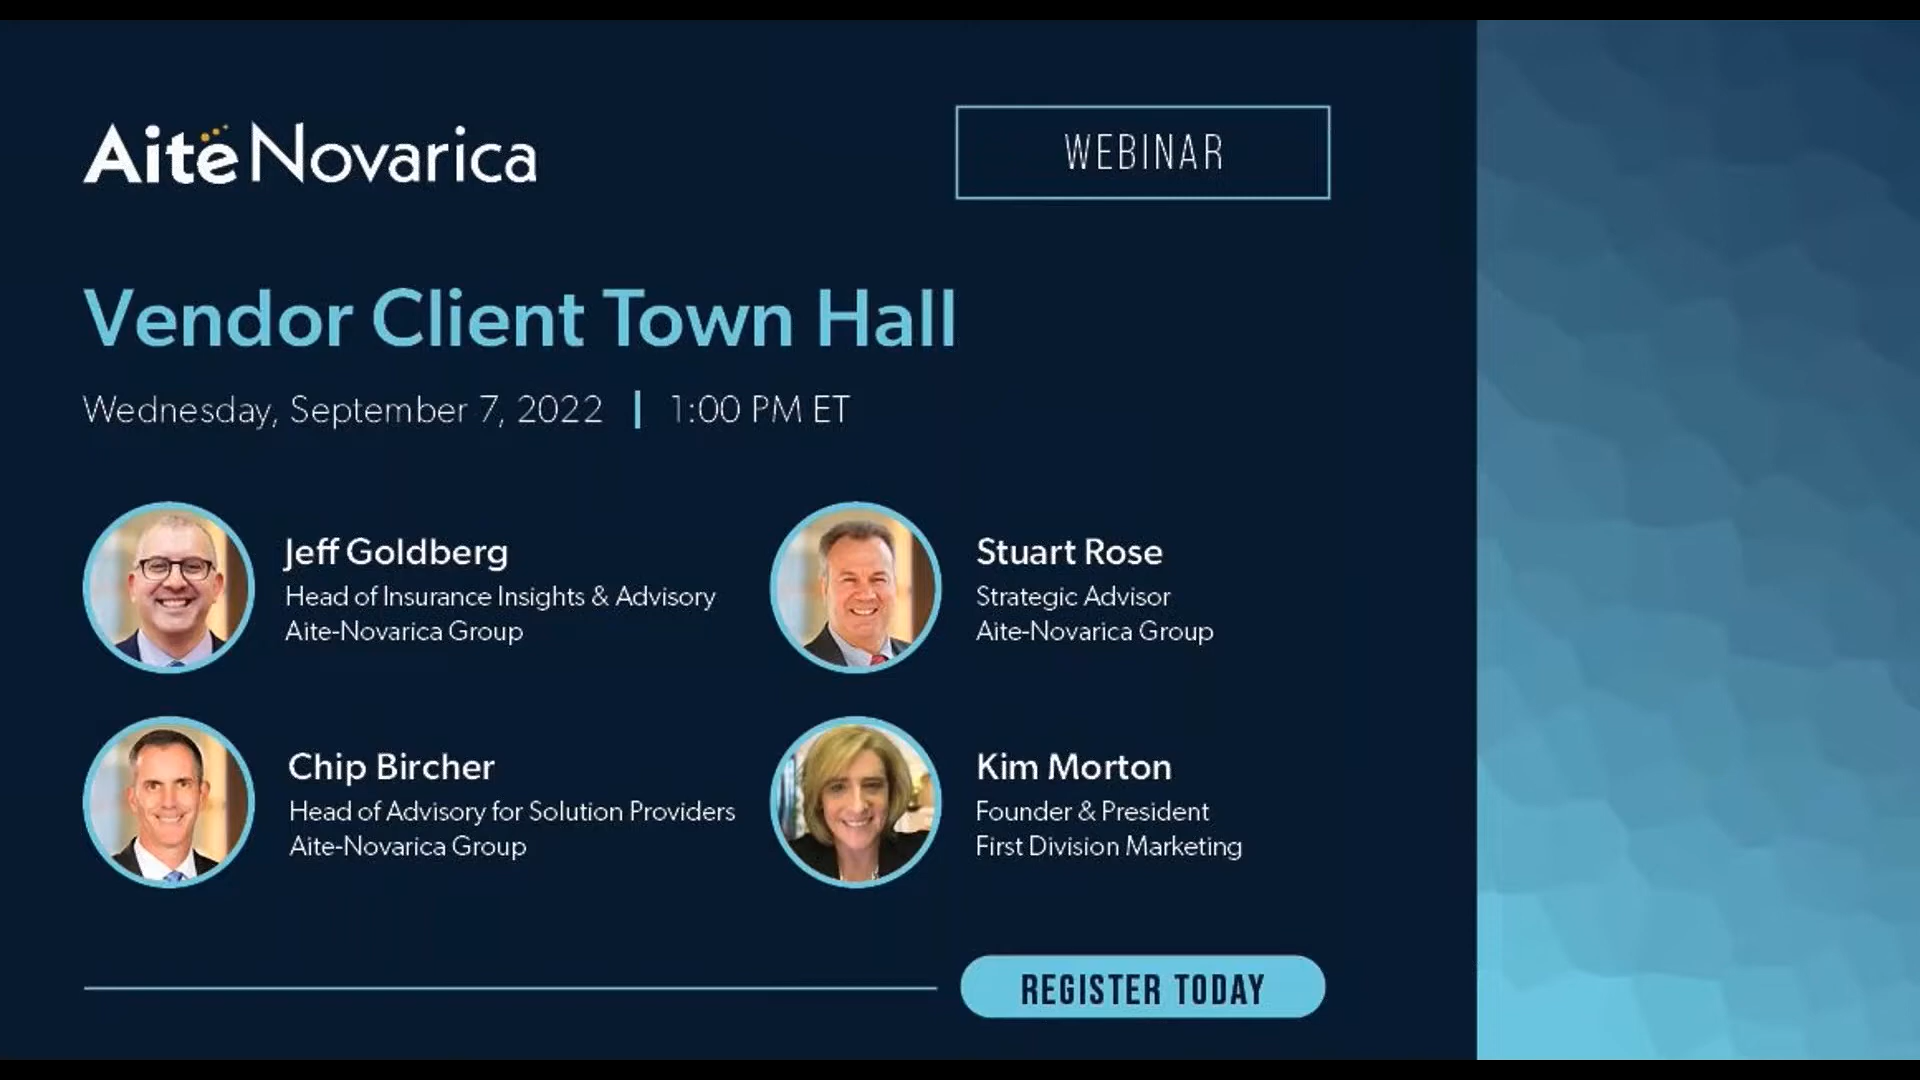 Aite Novarica
WEBINAR
Vendor Client Town Hall
Wednesday, September 7, 2022 | 1:00 PM ET
Jeff Goldberg
Head of Insurance Insights & Advisory
Aite-Novarica Group
Stuart Rose
Strategic Advisor
Aite-Novarica Group
Chip Bircher
Head of Advisory for Solution Providers
Aite-Novarica Group
Kim Morton
Founder & President
First Division Marketing
REGISTER TODAY